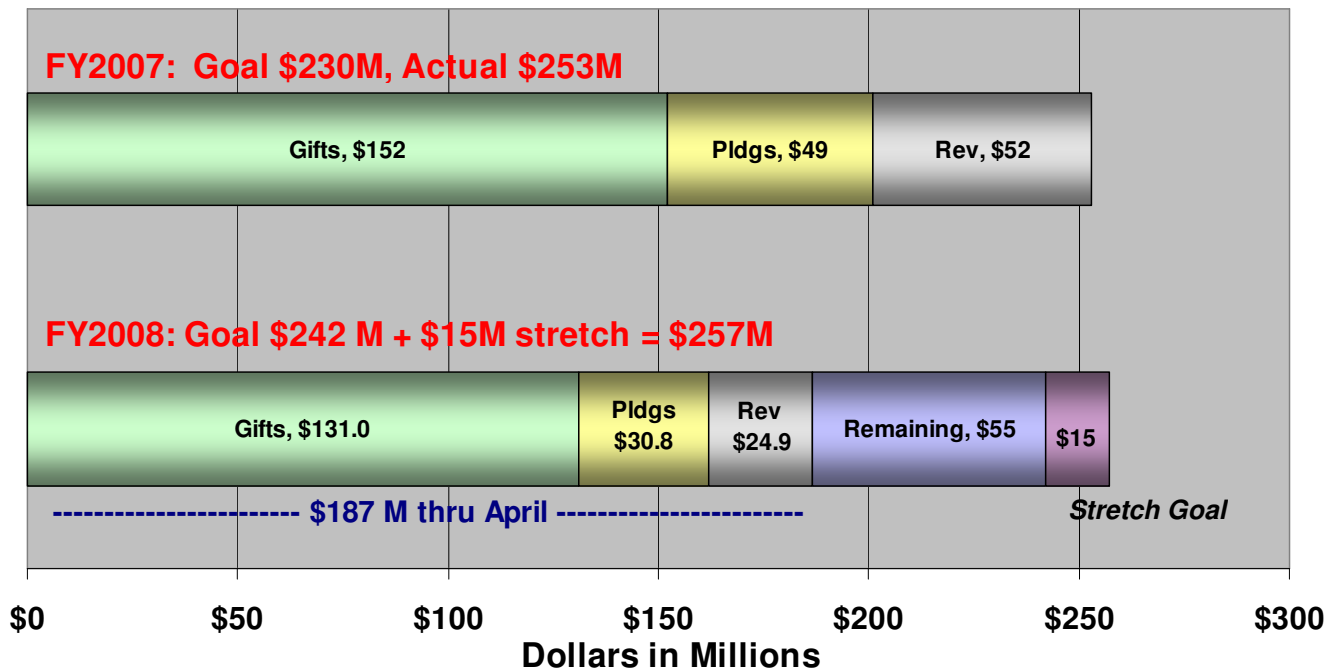 FY2007: Goal $230M, Actual $253M
Gifts, $152
Pldgs, $49
Rev, $52
FY2008: Goal $242 M + $15M stretch = $257M
Gifts, $131.0
Pldgs
$30.8
Rev
$24.9
Remaining, $55
$15
------------------------ $187 M thru April ------------------------
Stretch Goal
$0 $50 $100 $150 $200 $250 $300
Dollars in Millions